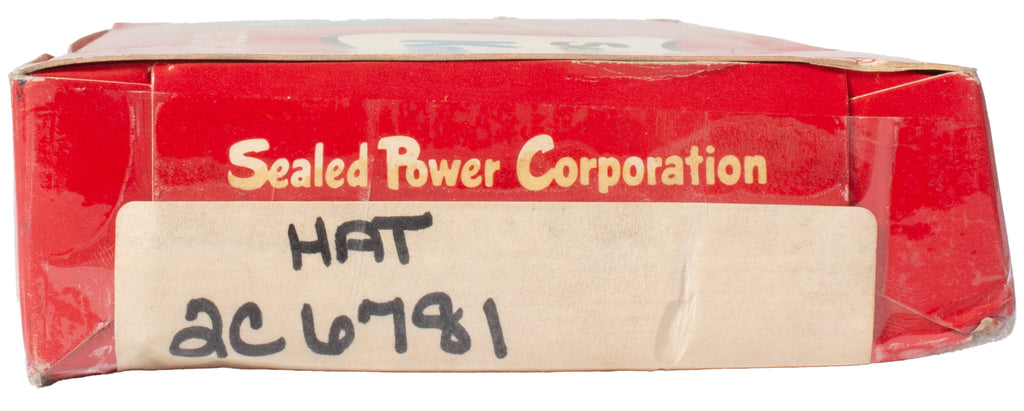 Sealed Power Corporation
HAT
2C6781